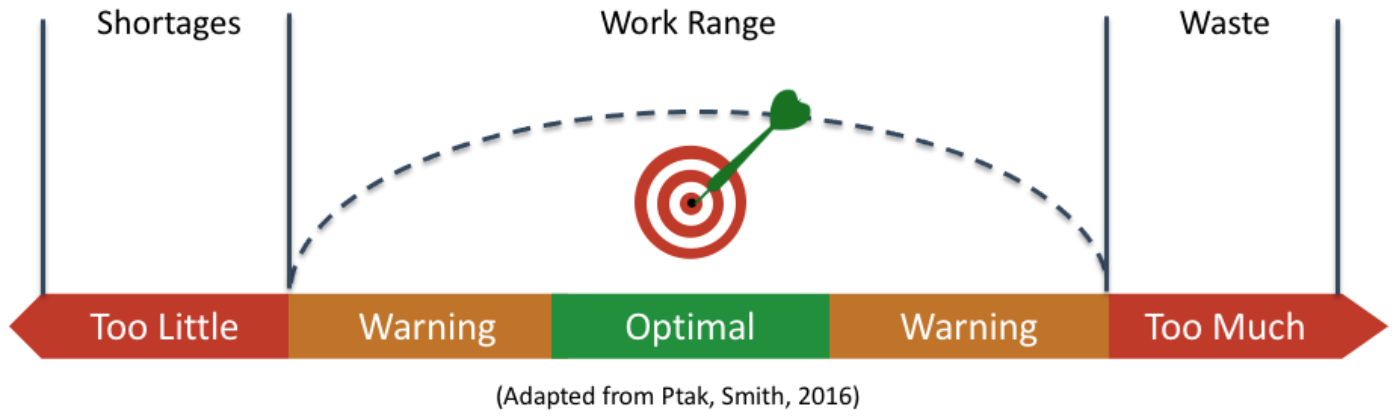 Shortages
Work Range
Waste
Too Little
Warning
Optimal
Warning
Too Much
(Adapted from Ptak, Smith, 2016)